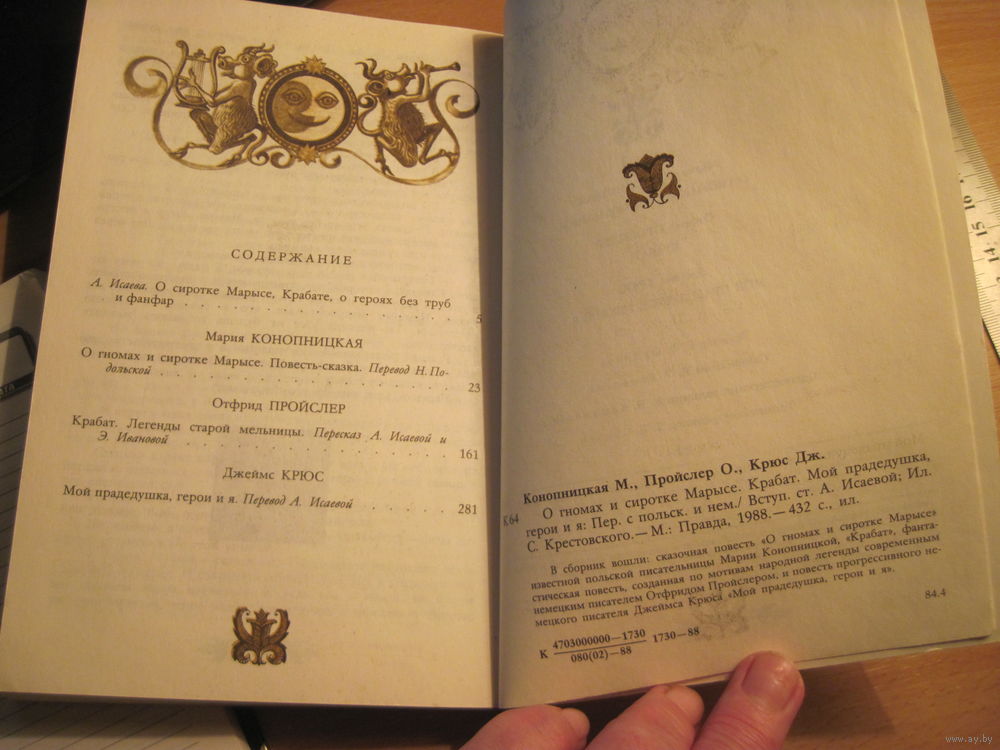 СОДЕРЖАНИЕ
А. Исаева. О сиротке Марысе, Крабате, о героях без труб
и фанфар . . . . . . . . . . . . . . . . 5
Мария КОНОПНИЦКАЯ
О гномах и сиротке Марысе. Повесть-сказка. Перевод Н. По-
дольской . . . . . . . . . . . . . . . . 23
Отфрид ПРОЙСЛЕР
Крабат. Легенды старой мельницы. Пересказ А. Исаевой и
Э. Ивановой . . . . . . . . . . . . . . . 161
Джеймс КРЮС
Мой прадедушка, герои и я. Перевод А. Исаевой . . . . . 281
Конопницкая М., Пройслер О., Крюс Дж.
К64 О гномах и сиротке Марысе. Крабат. Мой прадедушка,
герои и я: Пер. с польск. и нем./ Вступ. ст. А. Исаевой; Ил.
С. Крестовского.— М.: Правда, 1988.— 432 с., ил.
В сборник вошли: сказочная повесть «О гномах и сиротке Марысе»
известной польской писательницы Марии Конопницкой, «Крабат», фанта-
стическая повесть, созданная по мотивам народной легенды современным
немецким писателем Отфридом Пройслером, и повесть прогрессивного не-
мецкого писателя Джеймса Крюса «Мой прадедушка, герои и я».
84.4
К 4703000000—1730
080(02)—88 1730—88
14 15 16
www.ay.by